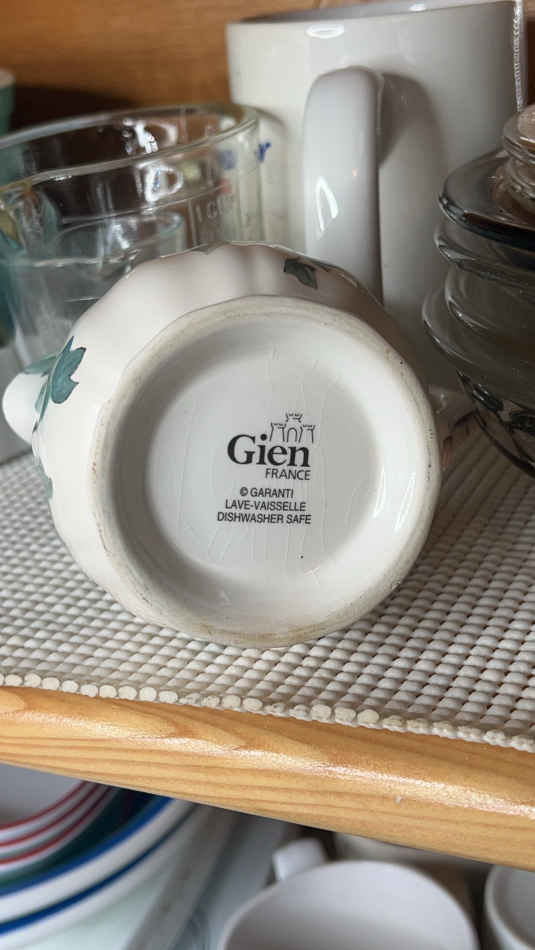 Gien
FRANCE
© GARANTI
LAVE-VAISSELLE
DISHWASHER SAFE